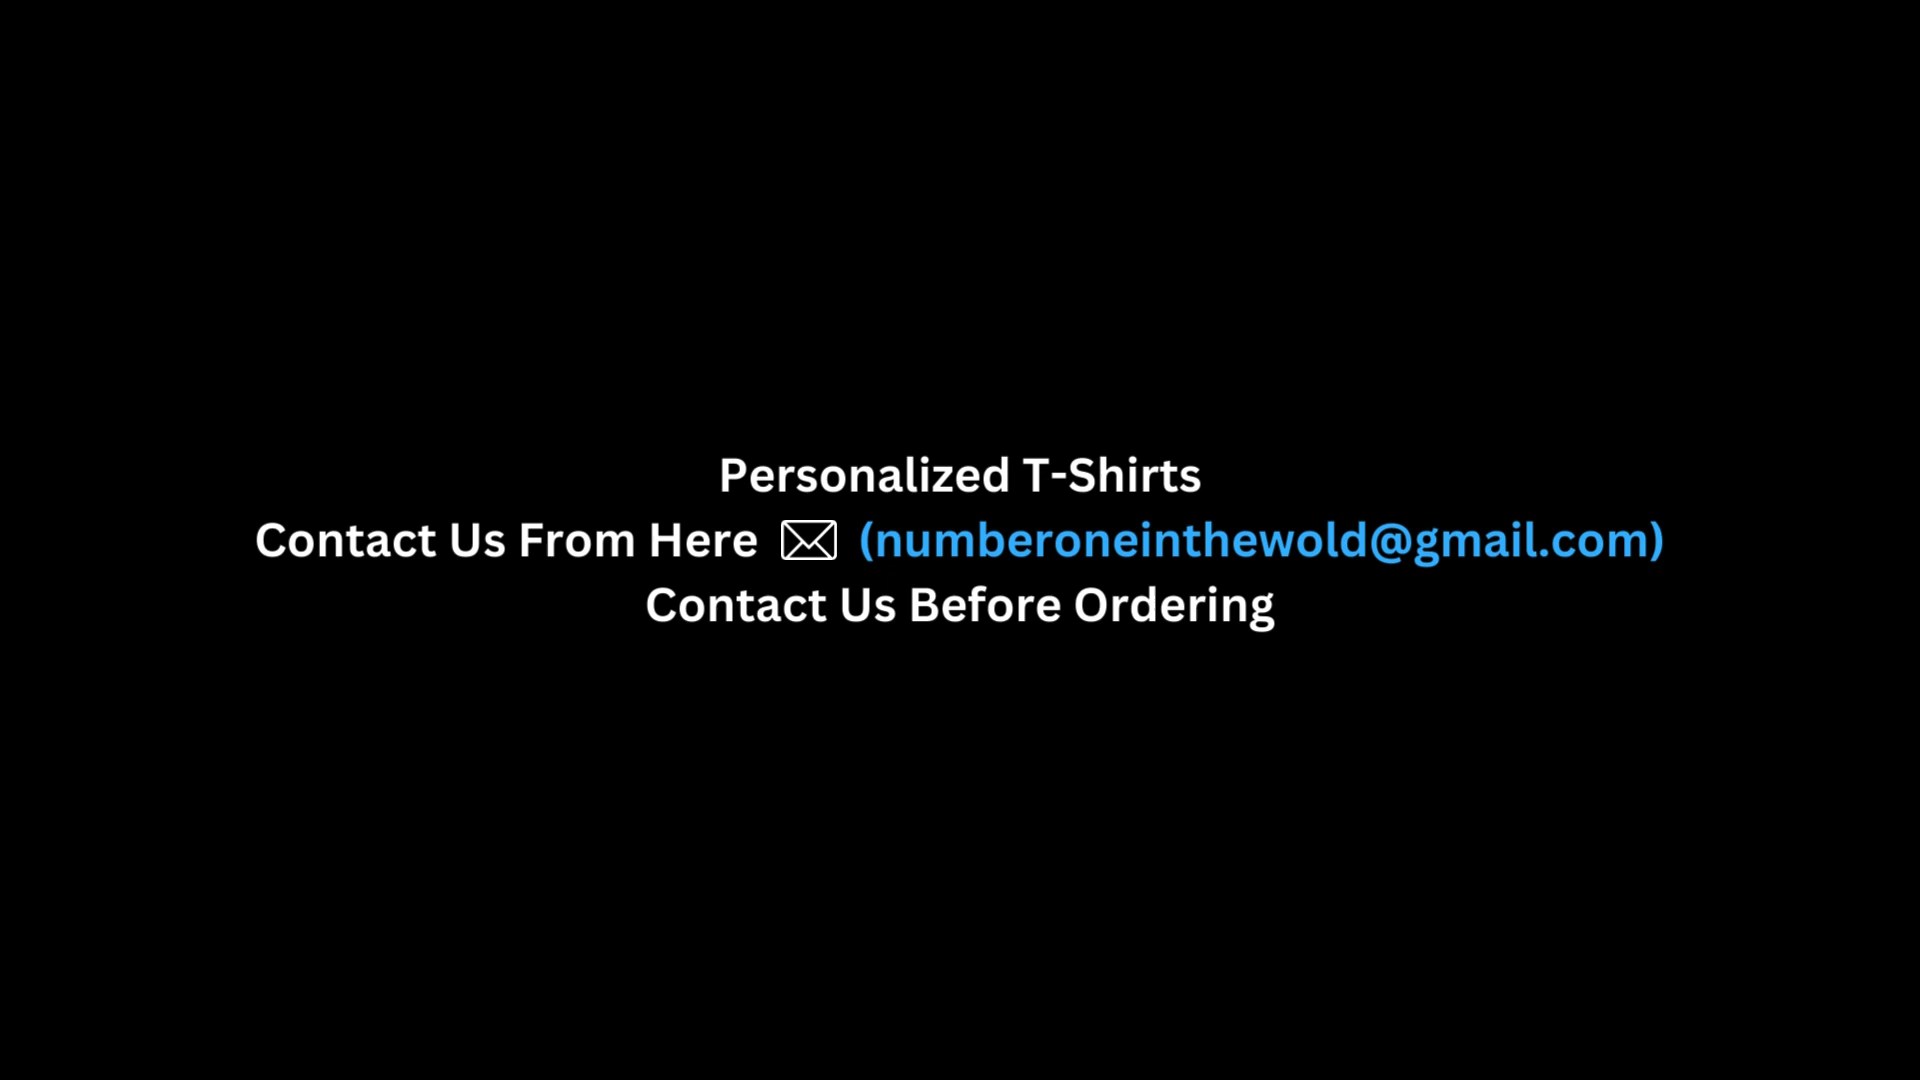 Personalized T-Shirts
Contact Us From Here ✉ (numberoneinthewold@gmail.com)
Contact Us Before Ordering